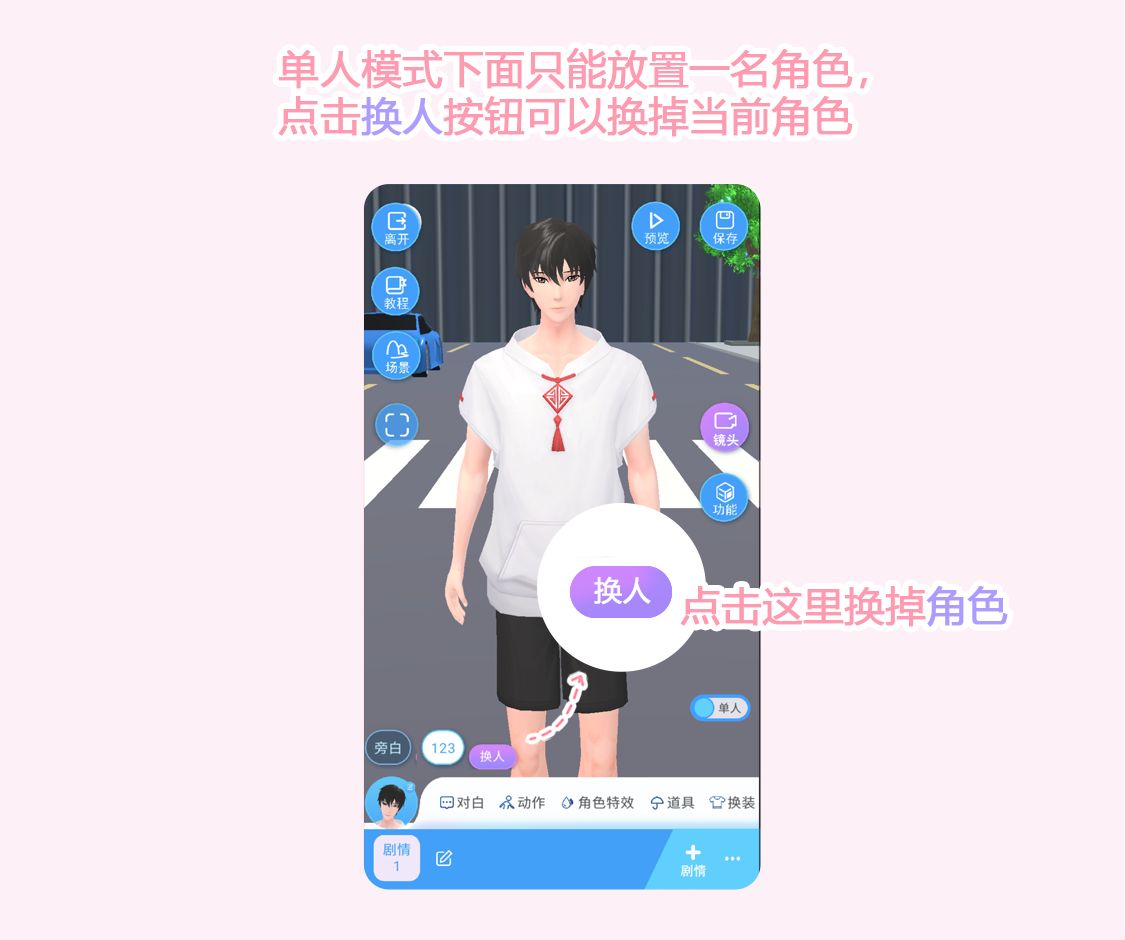 单人模式下面只能放置一名角色，
点击换人按钮可以换掉当前角色
离开
预览
保存
教程
场景
镜头
功能
换人
点击这里换掉角色
单人
旁白
123
换人
对白
动作
角色特效
道具
换装
剧情
1
剧情